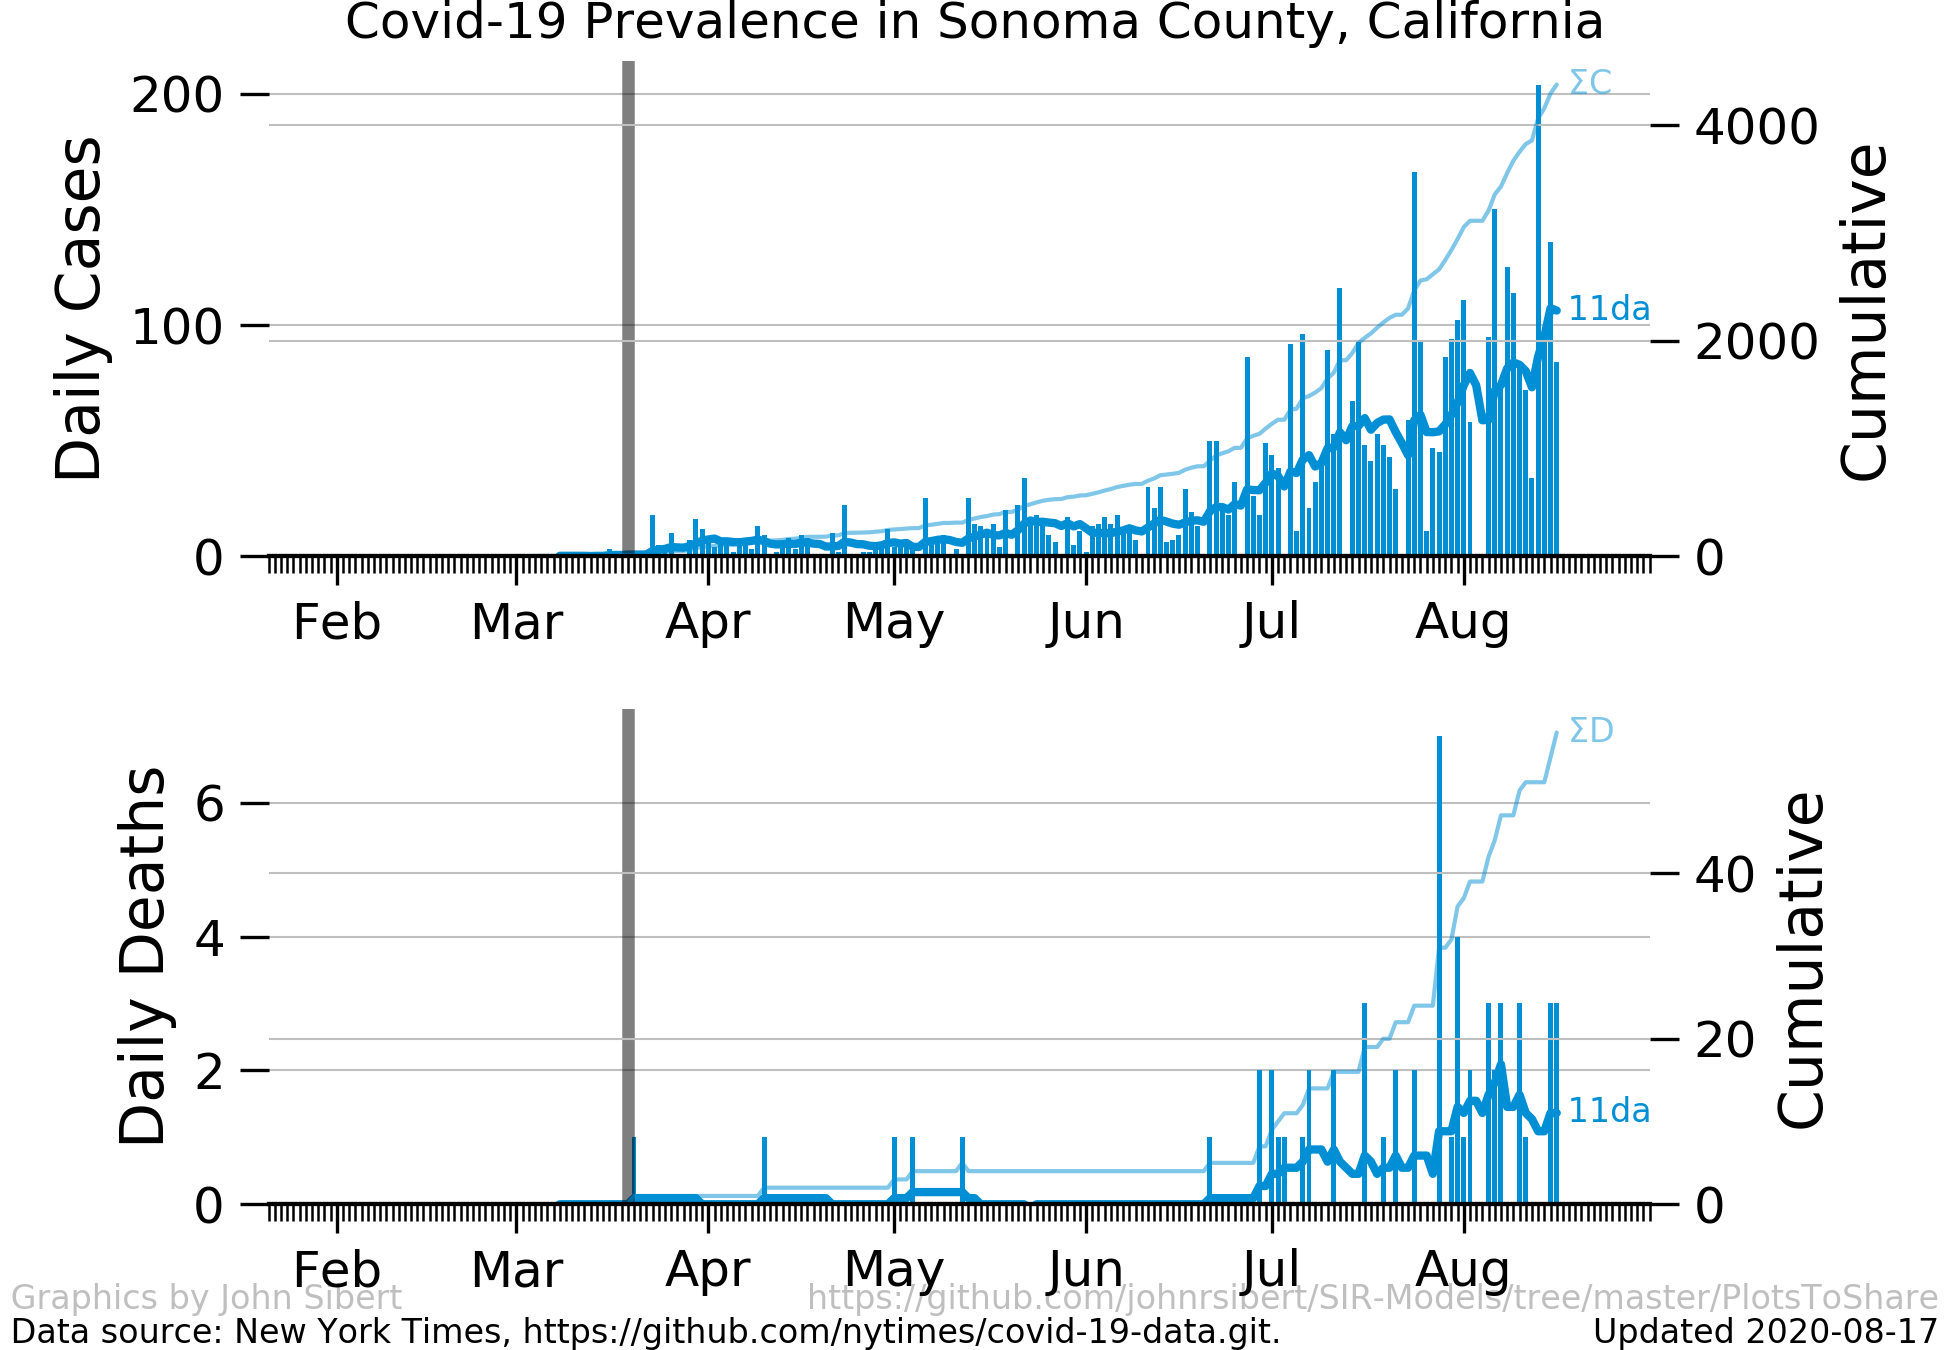 Covid-19 Prevalence in Sonoma County, California
Daily Cases
200
100
0
ΣC
11da
4000
2000
0
Cumulative
Feb Mar Apr May Jun Jul Aug
Daily Deaths
6
4
2
0
ΣD
11da
40
20
0
Cumulative
Feb Mar Apr May Jun Jul Aug
Graphics by John Sibert https://github.com/johnrsibert/SIR-Models/tree/master/PlotsToShare
Data source: New York Times, https://github.com/nytimes/covid-19-data.git. Updated 2020-08-17